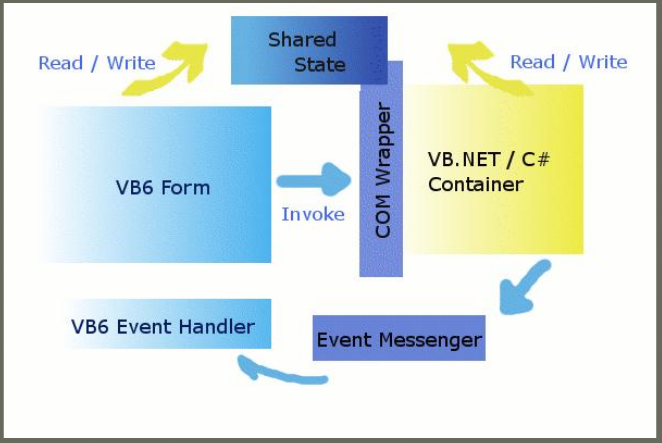 Shared
State
Read / Write
Read / Write
VB6 Form
Invoke
COM Wrapper
VB.NET / C#
Container
VB6 Event Handler
Event Messenger